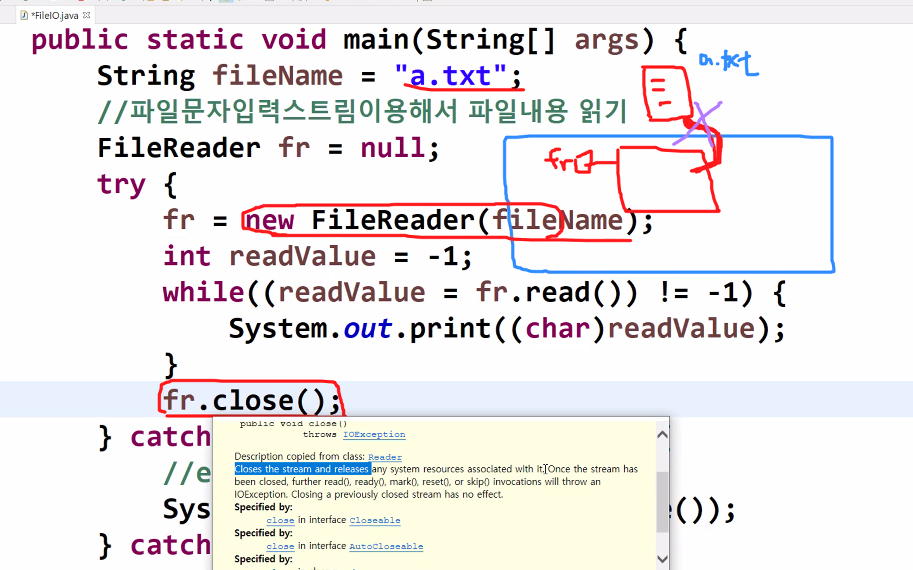 *FileIO.java
public static void main(String[] args) {
String fileName = "a.txt";
a.txt
//파일문자입력스트림이용해서 파일내용 읽기
FileReader fr = null;
fr
try {
fr = new FileReader(fileName);
int readValue = -1;
while((readValue = fr.read()) != -1) {
System.out.print((char)readValue);
}
fr.close();
public void close()
throws IOException
} catch
Description copied from class: Reader
Closes the stream and releases any system resources associated with it. Once the stream has
been closed, further read(), ready(), mark(), reset(), or skip() invocations will throw an
IOException. Closing a previously closed stream has no effect.
//e
Specified by:
close in interface Closeable
Sys
e());
Specified by:
close in interface AutoCloseable
} catch
Specified by: